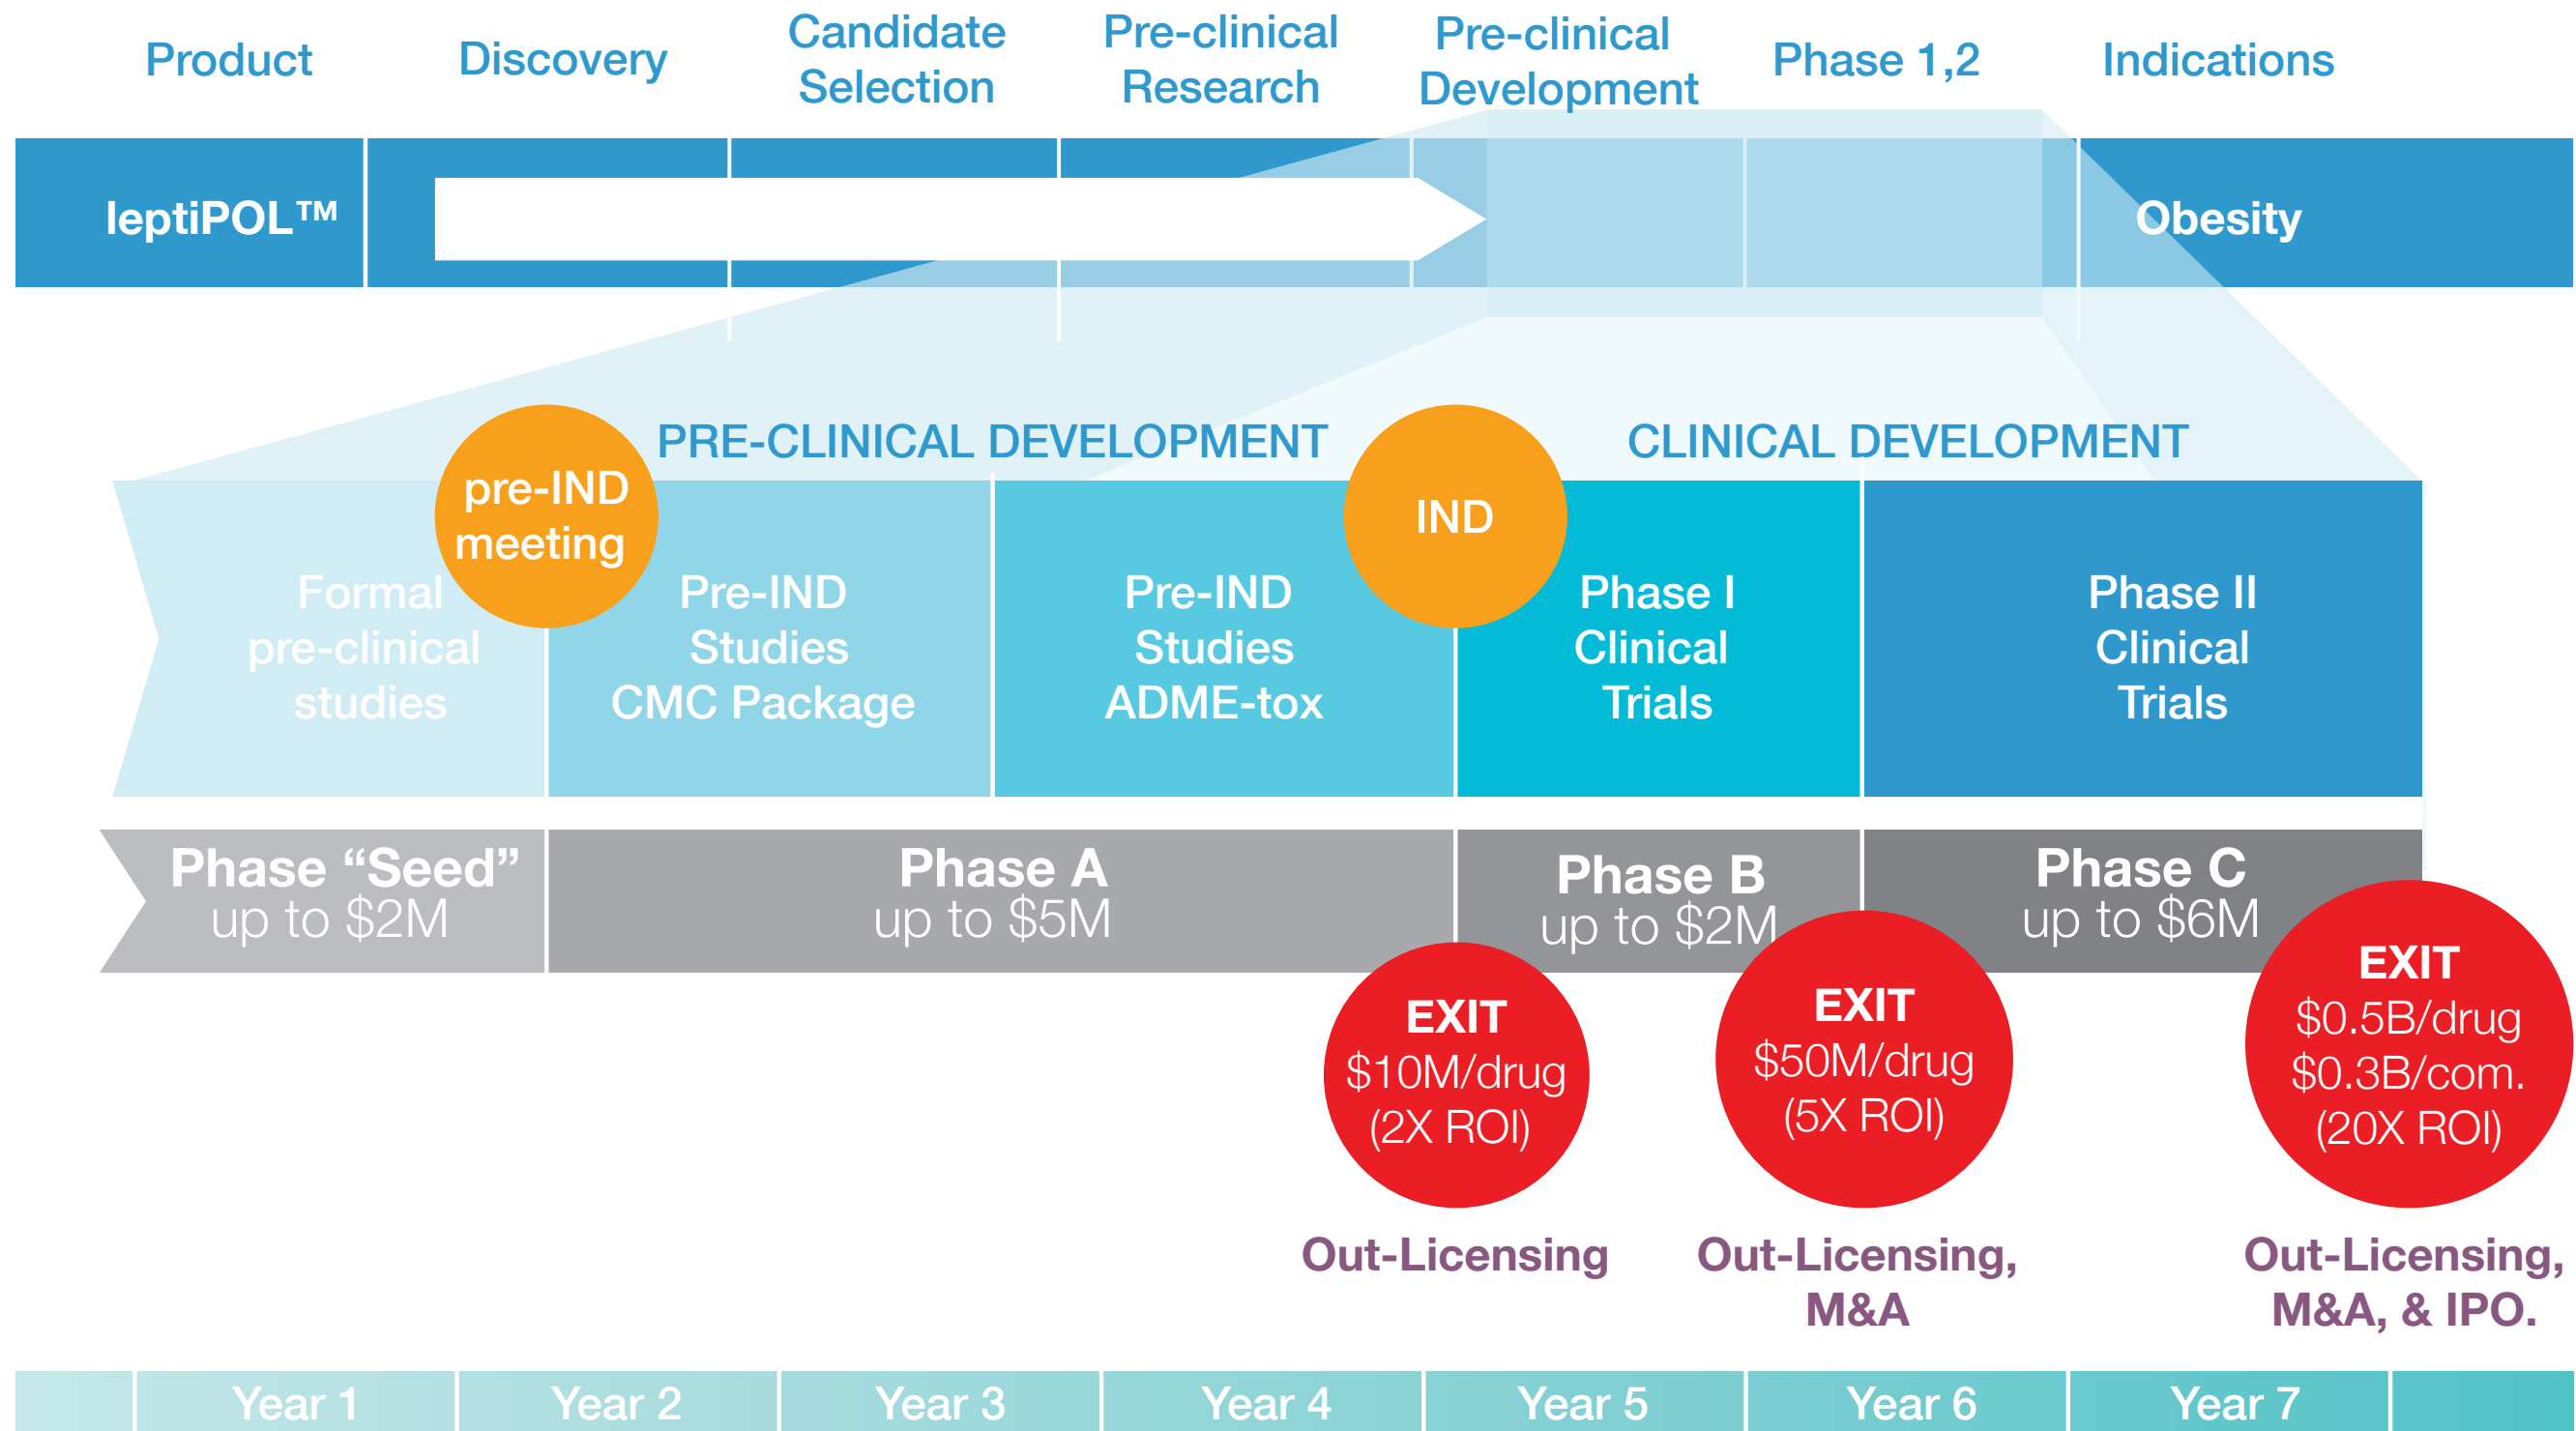 Product
Discovery
Candidate
Selection
Pre-clinical
Research
Pre-clinical
Development
Phase 1,2
Indications
leptiPOL™
Obesity
PRE-CLINICAL DEVELOPMENT
CLINICAL DEVELOPMENT
pre-IND
meeting
IND
Formal
pre-clinical
studies
Pre-IND
Studies
CMC Package
Pre-IND
Studies
ADME-tox
Phase I
Clinical
Trials
Phase II
Clinical
Trials
Phase “Seed”
up to $2M
Phase A
up to $5M
Phase B
up to $2M
Phase C
up to $6M
EXIT
$10M/drug
(2X ROI)
EXIT
$50M/drug
(5X ROI)
EXIT
$0.5B/drug
$0.3B/com.
(20X ROI)
Out-Licensing
Out-Licensing,
M&A
Out-Licensing,
M&A, & IPO.
Year 1
Year 2
Year 3
Year 4
Year 5
Year 6
Year 7